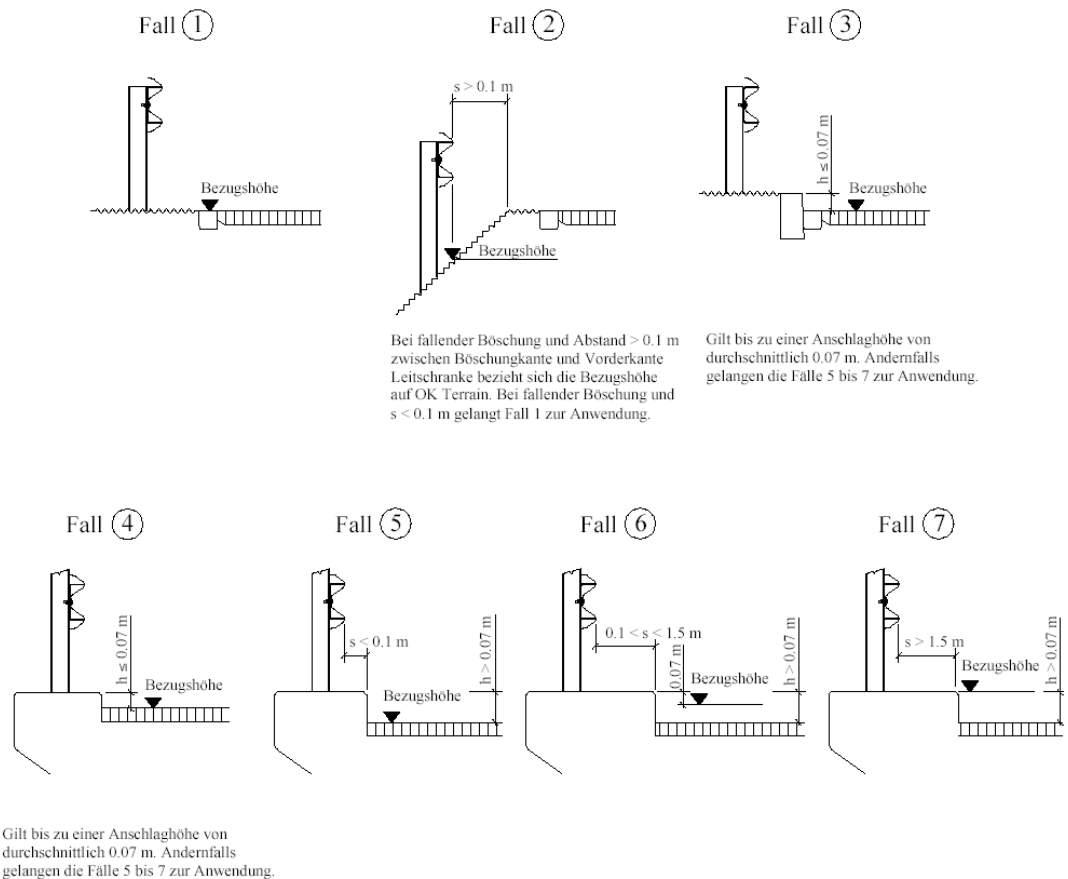 Fall 1
Fall 2
Fall 3
s > 0.1 m
h ≤ 0.07 m
Bezugshöhe
Bezugshöhe
Bezugshöhe
Bei fallender Böschung und Abstand > 0.1 m
zwischen Böschungkante und Vorderkante
Leitschranke bezieht sich die Bezugshöhe
auf OK Terrain. Bei fallender Böschung und
s < 0.1 m gelangt Fall 1 zur Anwendung.
Gilt bis zu einer Anschlaghöhe von
durchschnittlich 0.07 m. Andernfalls
gelangen die Fälle 5 bis 7 zur Anwendung.
Fall 4
Fall 5
Fall 6
Fall 7
h ≤ 0.07 m
Bezugshöhe
s < 0.1 m
h > 0.07 m
Bezugshöhe
0.1 < s < 1.5 m
0.07 m
h > 0.07 m
Bezugshöhe
s > 1.5 m
h > 0.07 m
Bezugshöhe
Gilt bis zu einer Anschlaghöhe von
durchschnittlich 0.07 m. Andernfalls
gelangen die Fälle 5 bis 7 zur Anwendung.